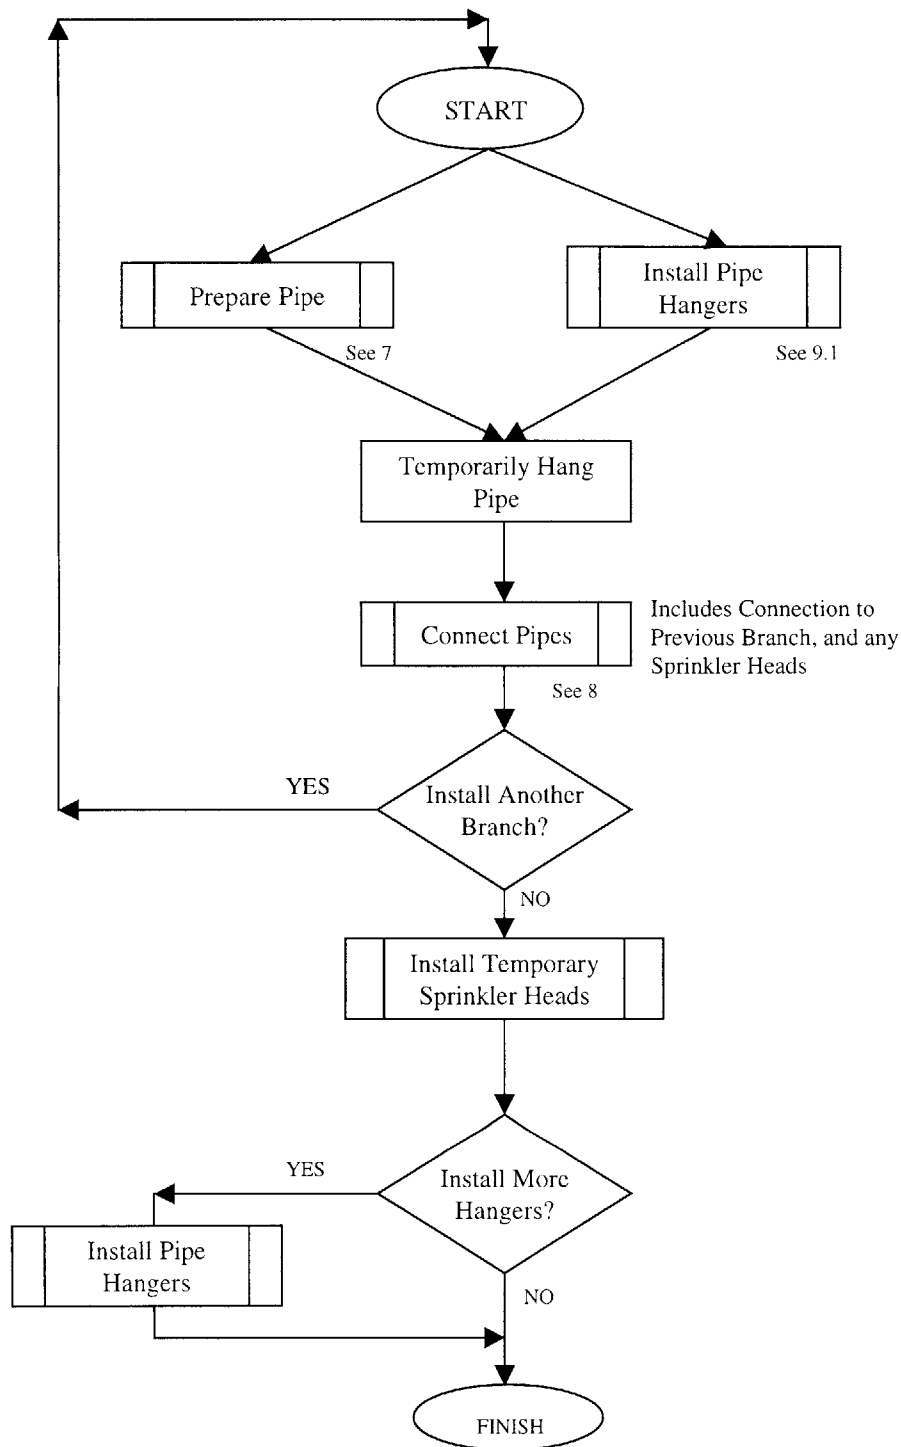 START
Prepare Pipe
Install Pipe
Hangers
See 7
See 9.1
Temporarily Hang
Pipe
Connect Pipes
Includes Connection to
Previous Branch, and any
Sprinkler Heads
See 8
YES
Install Another
Branch?
NO
Install Temporary
Sprinkler Heads
YES
Install More
Hangers?
Install Pipe
Hangers
NO
FINISH